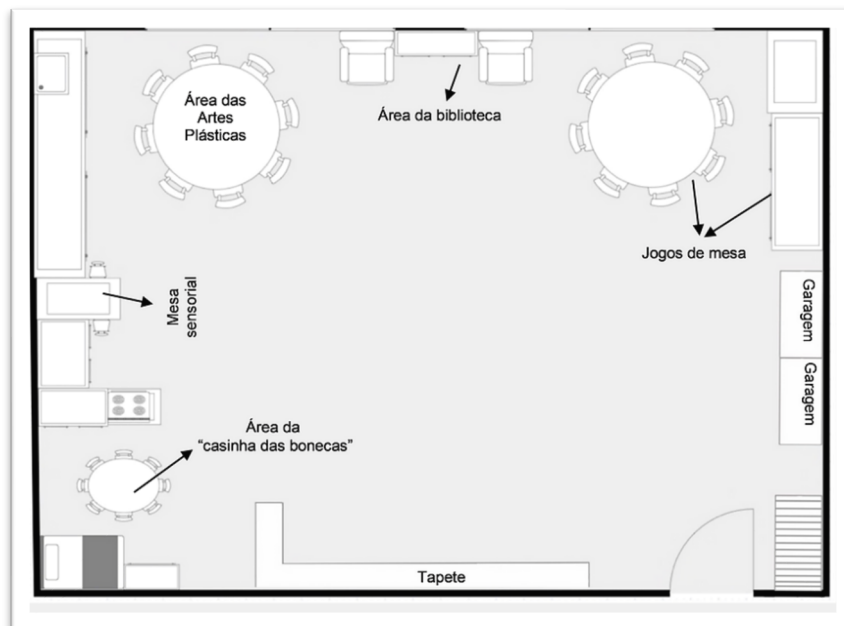 Área das
Artes
Plásticas
Área da biblioteca
Jogos de mesa
Mesa
sensorial
Garagem
Garagem
Área da
“casinha das bonecas”
Tapete